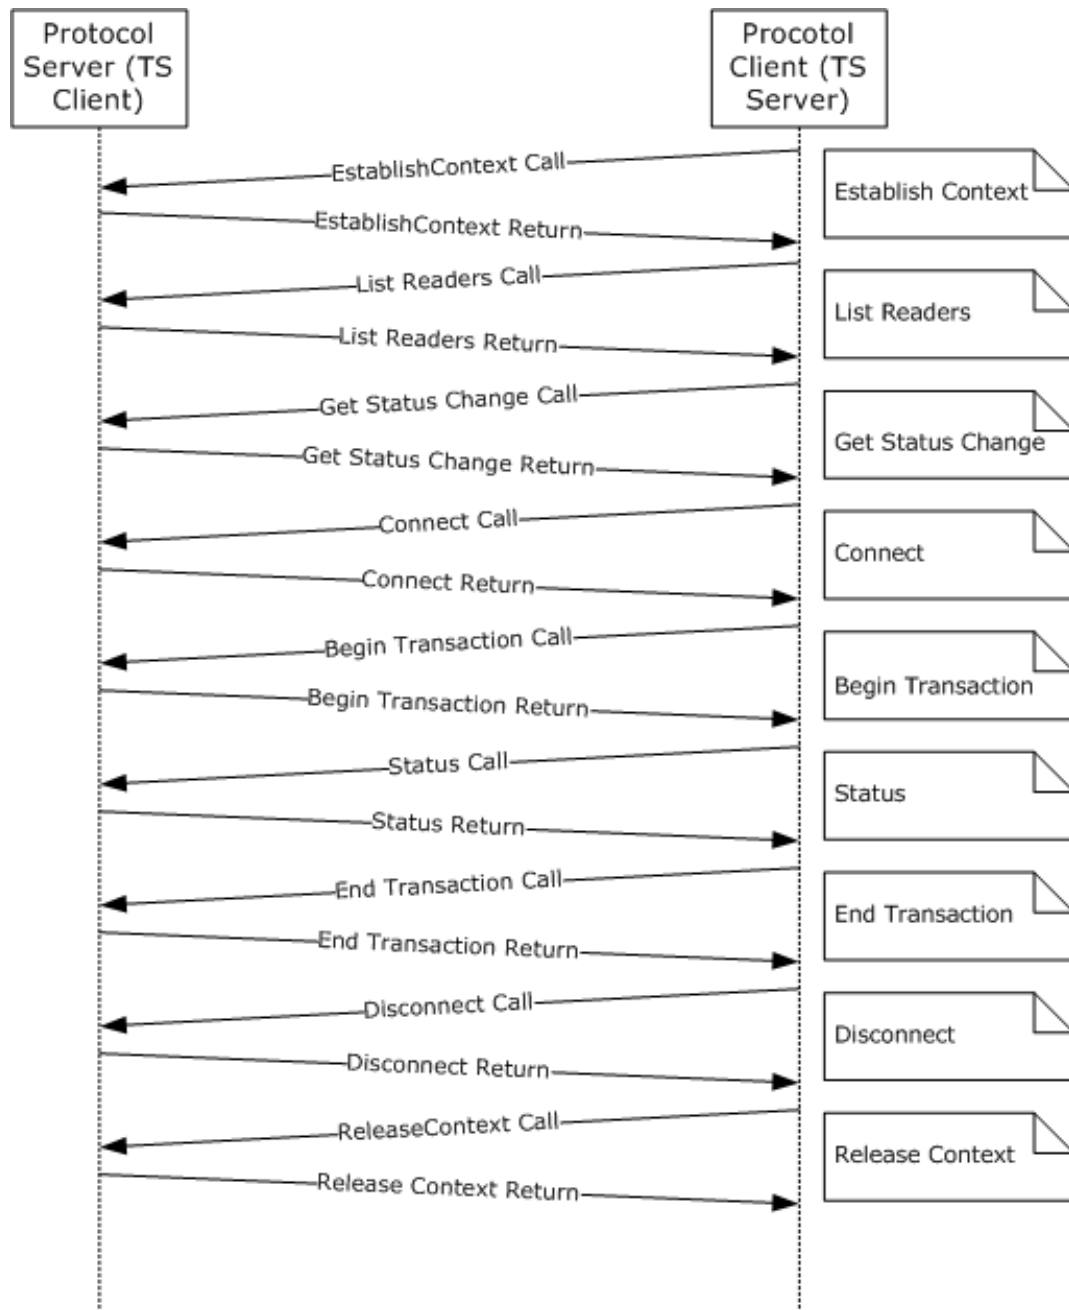 Protocol
Server (TS
Client)
Procotol
Client (TS
Server)
EstablishContext Call
Establish Context
EstablishContext Return
List Readers Call
List Readers
List Readers Return
Get Status Change Call
Get Status Change
Get Status Change Return
Connect Call
Connect
Connect Return
Begin Transaction Call
Begin Transaction
Begin Transaction Return
Status Call
Status
Status Return
End Transaction Call
End Transaction
End Transaction Return
Disconnect Call
Disconnect
Disconnect Return
ReleaseContext Call
Release Context
Release Context Return